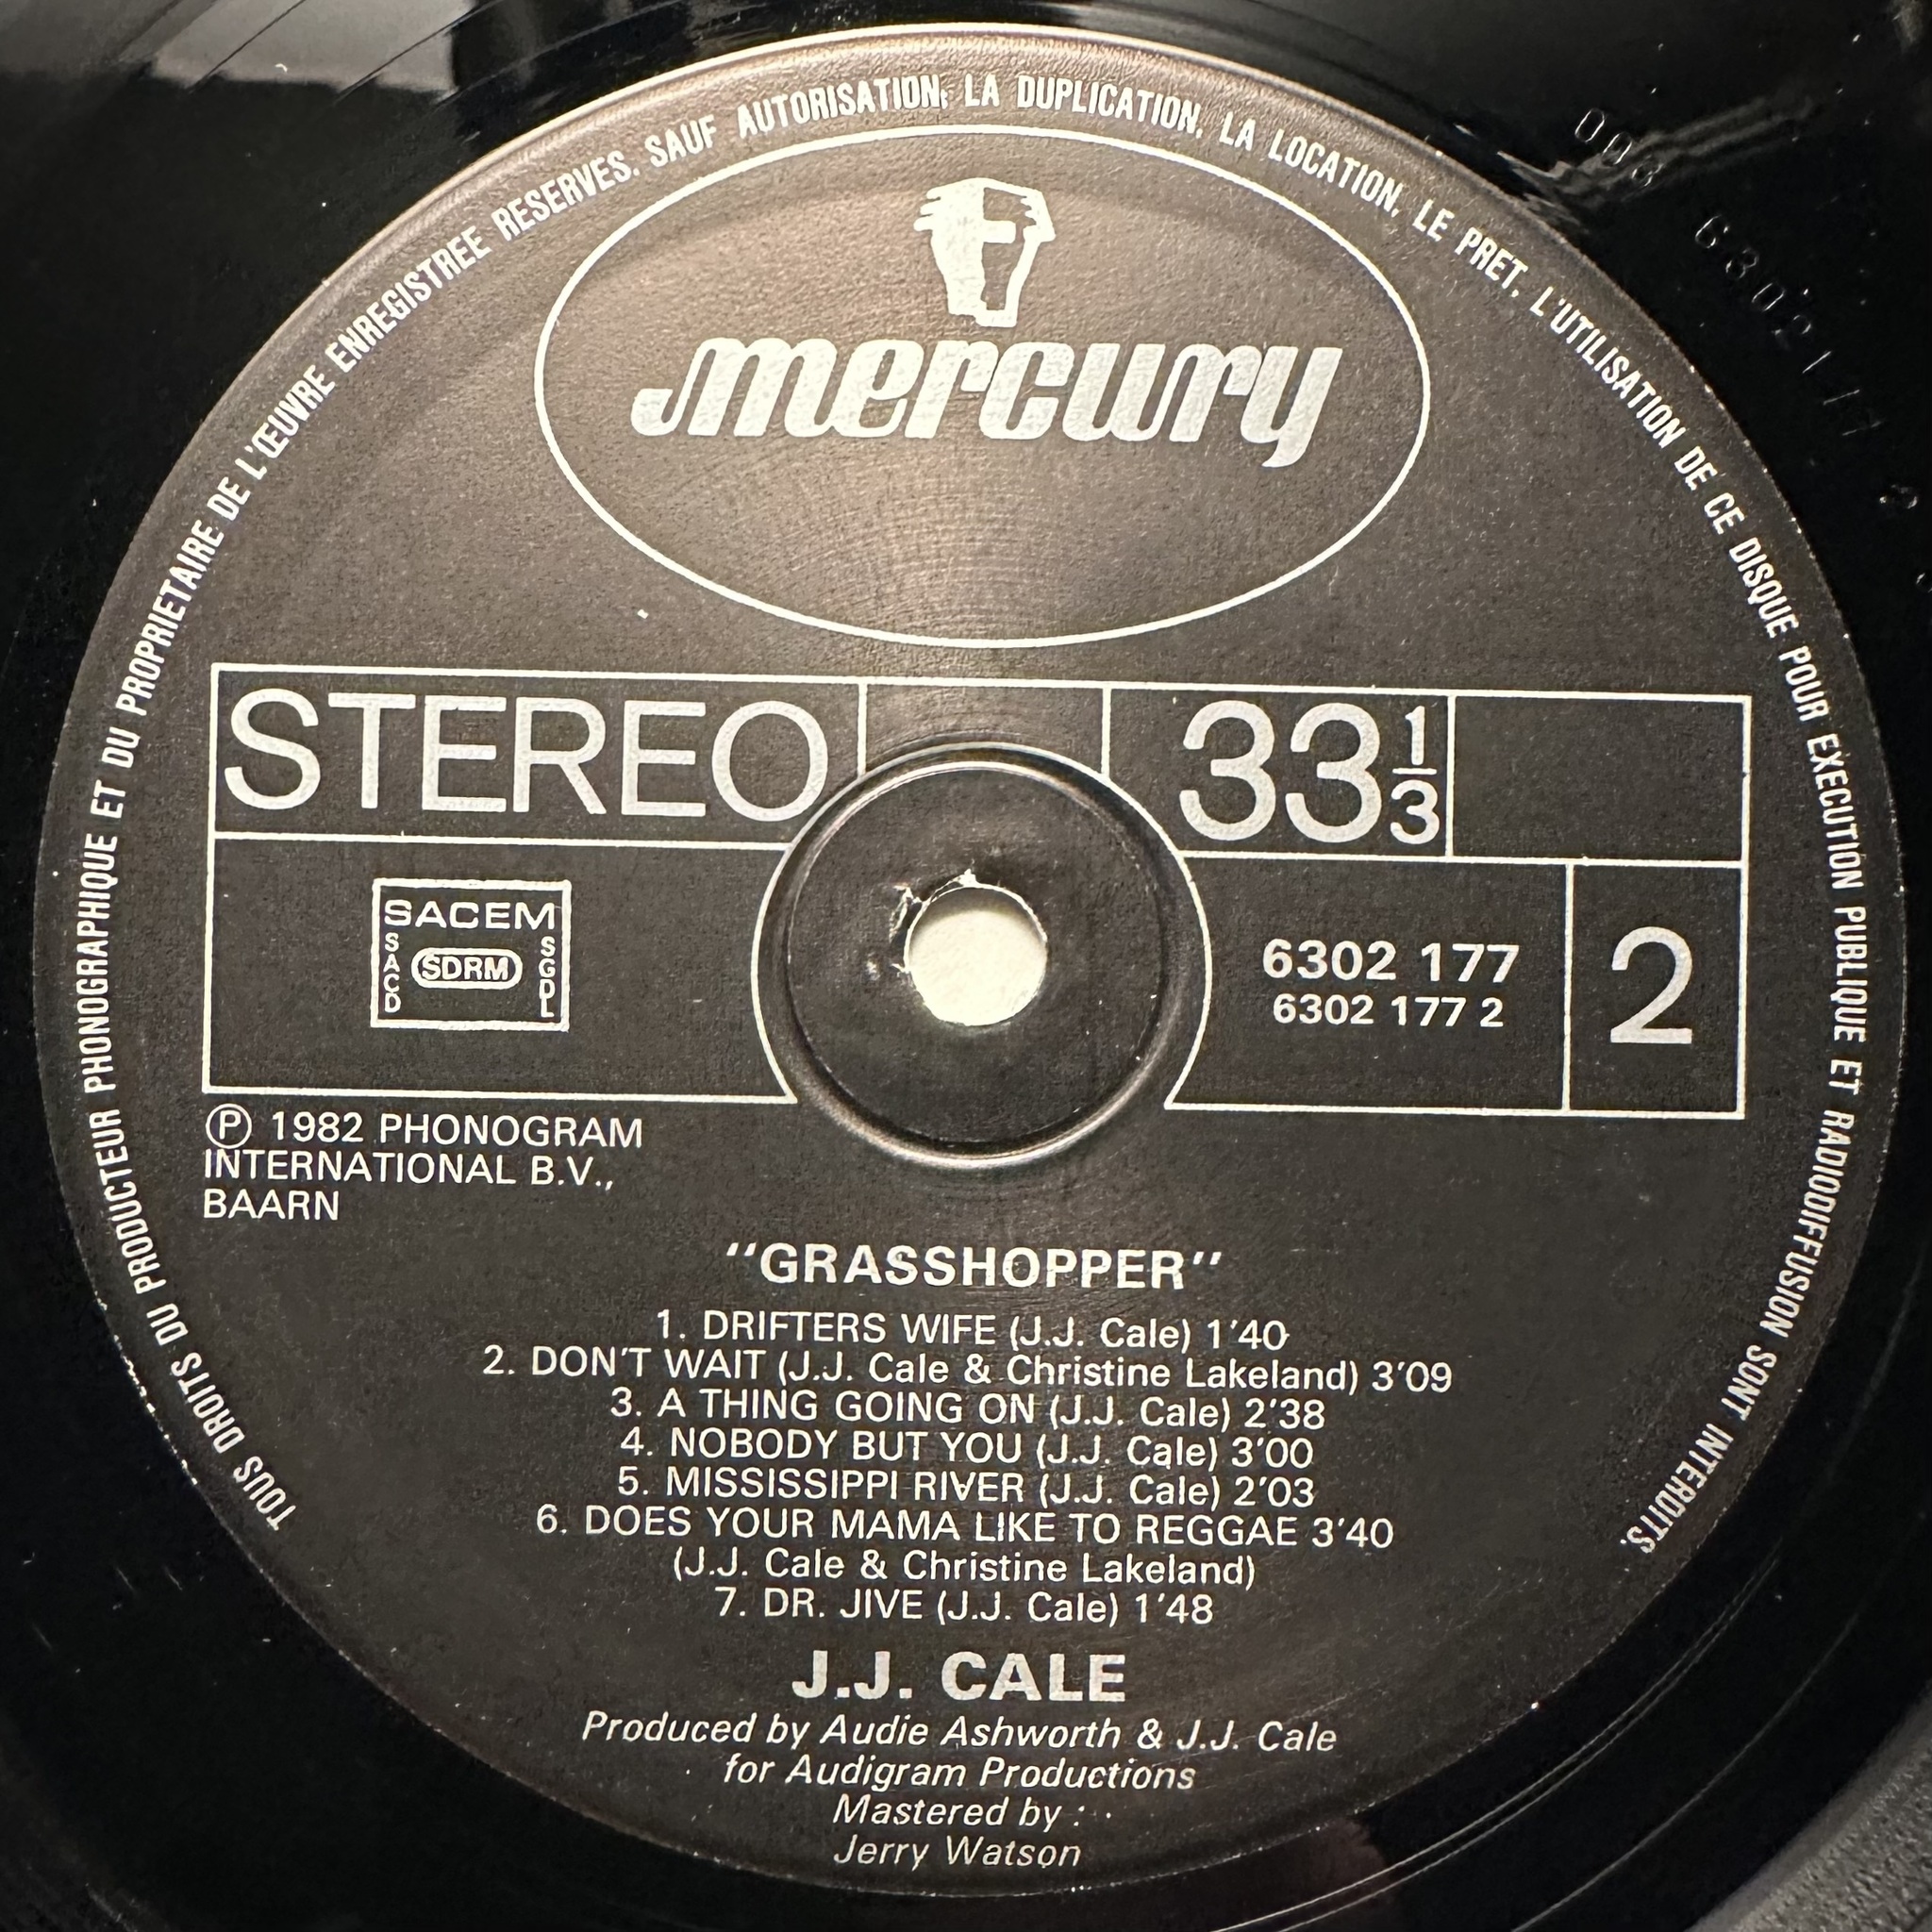 TOUS DROITS DU PRODUCTEUR PHONOGRAPHIQUE ET DU PROPRIETAIRE DE L'ŒUVRE ENREGISTREE RESERVES. SAUF AUTORISATION, LA DUPLICATION, LA LOCATION, LE PRET, L'UTILISATION DE CE DISQUE POUR EXECUTION PUBLIQUE ET RADIODIFFUSION SONT INTERDITS.
mercury
STEREO 33 1/3
SACEM
SACD SDRM SGDL
6302 177
6302 177 2
2
℗ 1982 PHONOGRAM
INTERNATIONAL B.V.,
BAARN
"GRASSHOPPER"
1. DRIFTERS WIFE (J.J. Cale) 1'40
2. DON'T WAIT (J.J. Cale & Christine Lakeland) 3'09
3. A THING GOING ON (J.J. Cale) 2'38
4. NOBODY BUT YOU (J.J. Cale) 3'00
5. MISSISSIPPI RIVER (J.J. Cale) 2'03
6. DOES YOUR MAMA LIKE TO REGGAE 3'40
(J.J. Cale & Christine Lakeland)
7. DR. JIVE (J.J. Cale) 1'48
J.J. CALE
Produced by Audie Ashworth & J.J. Cale
for Audigram Productions
Mastered by :
Jerry Watson